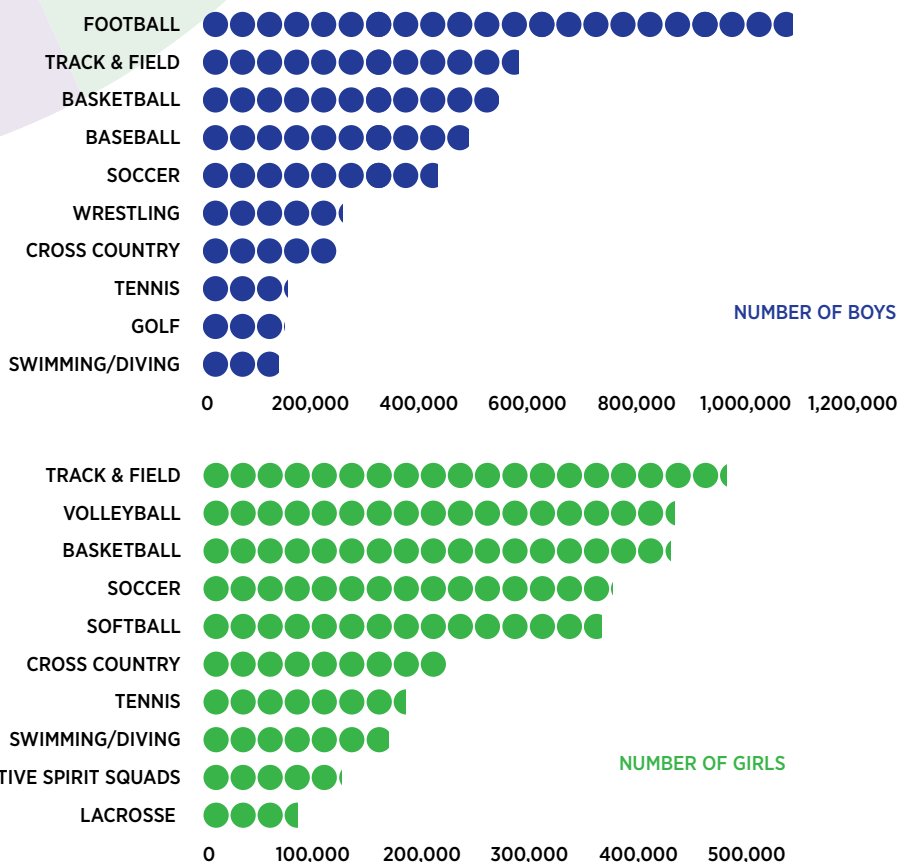 FOOTBALL
TRACK & FIELD
BASKETBALL
BASEBALL
SOCCER
WRESTLING
CROSS COUNTRY
TENNIS
GOLF
SWIMMING/DIVING
NUMBER OF BOYS
0 200,000 400,000 600,000 800,000 1,000,000 1,200,000
TRACK & FIELD
VOLLEYBALL
BASKETBALL
SOCCER
SOFTBALL
CROSS COUNTRY
TENNIS
SWIMMING/DIVING
TIVE SPIRIT SQUADS
LACROSSE
NUMBER OF GIRLS
0 100,000 200,000 300,000 400,000 500,000